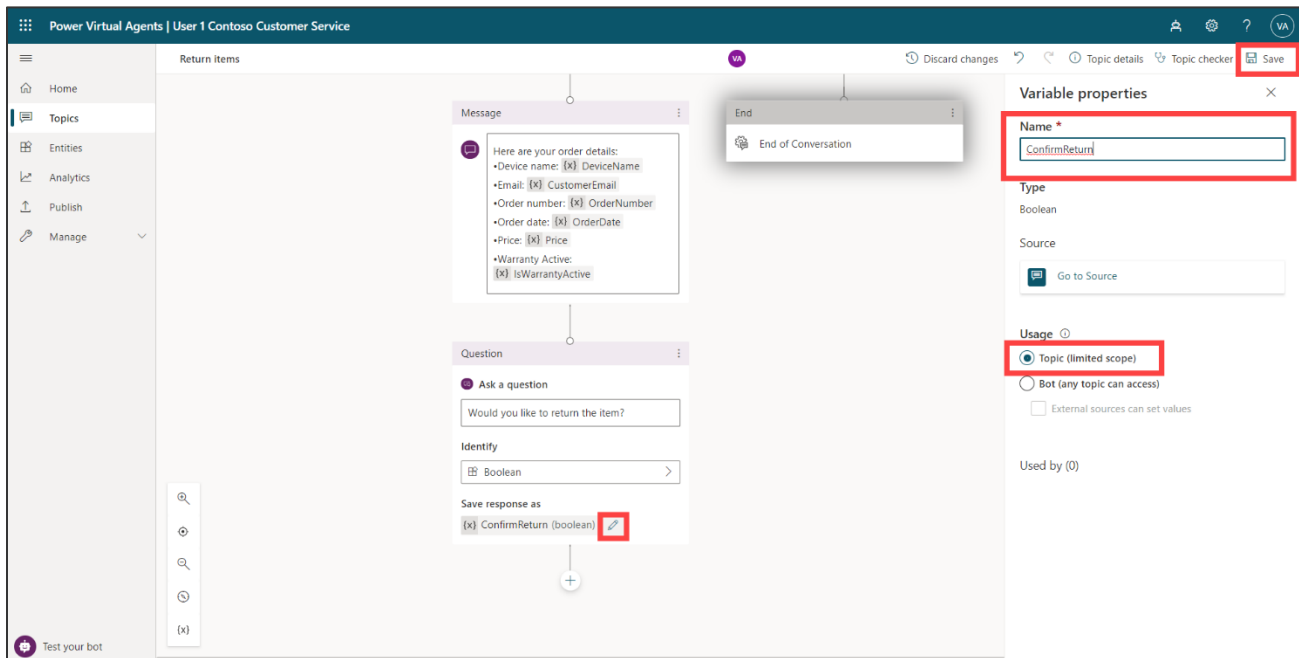 Power Virtual Agents | User 1 Contoso Customer Service
?
VA
Return items
VA
Discard changes
Topic details
Topic checker
Save
Home
Topics
Entities
Analytics
Publish
Manage
Test your bot
Message
Here are your order details:
•Device name: {x} DeviceName
•Email: {x} CustomerEmail
•Order number: {x} OrderNumber
•Order date: {x} OrderDate
•Price: {x} Price
•Warranty Active:
{x} IsWarrantyActive
Question
Ask a question
Would you like to return the item?
Identify
Boolean
Save response as
{x} ConfirmReturn (boolean)
{x}
End
End of Conversation
Variable properties
Name *
ConfirmReturn
Type
Boolean
Source
Go to Source
Usage
Topic (limited scope)
Bot (any topic can access)
External sources can set values
Used by (0)